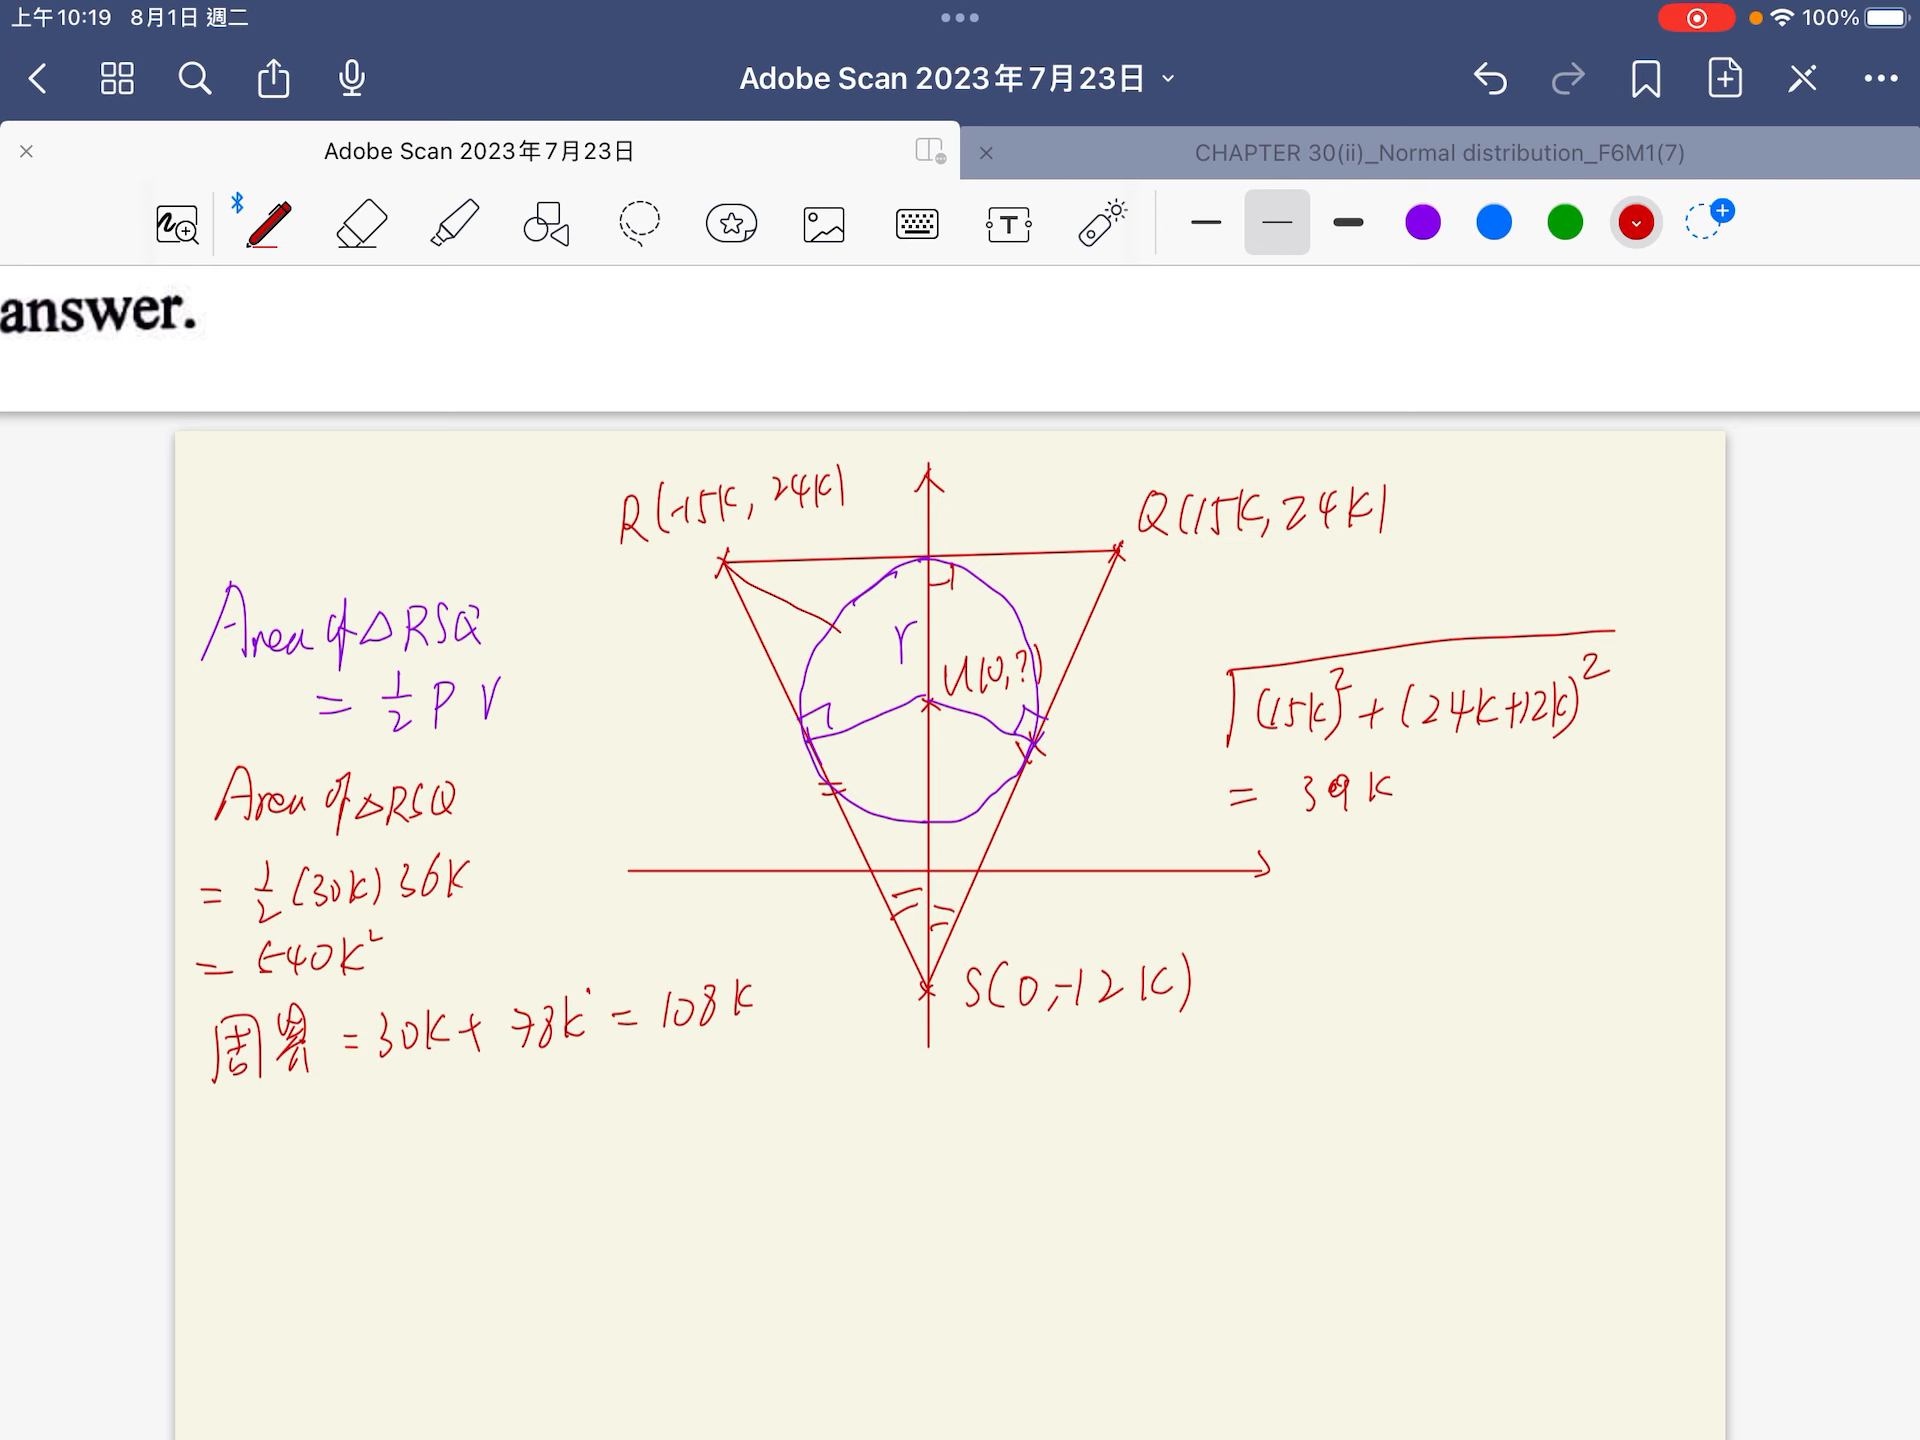 上午10:19 8月1日 週二
100%
Adobe Scan 2023年7月23日
Adobe Scan 2023年7月23日
CHAPTER 30(ii)_Normal distribution_F6M1(7)
T
answer.
R(-15K, 24K)
Q(15K, 24K)
Area of △RSQ
= 1/2 P r
r
U(0,?)
√((15K)² + (24K+12K)²)
= 39K
Area of △RSQ
= 1/2 (30K) 36K
= 540K²
S(0,-12K)
周界 = 30K + 78K = 108K